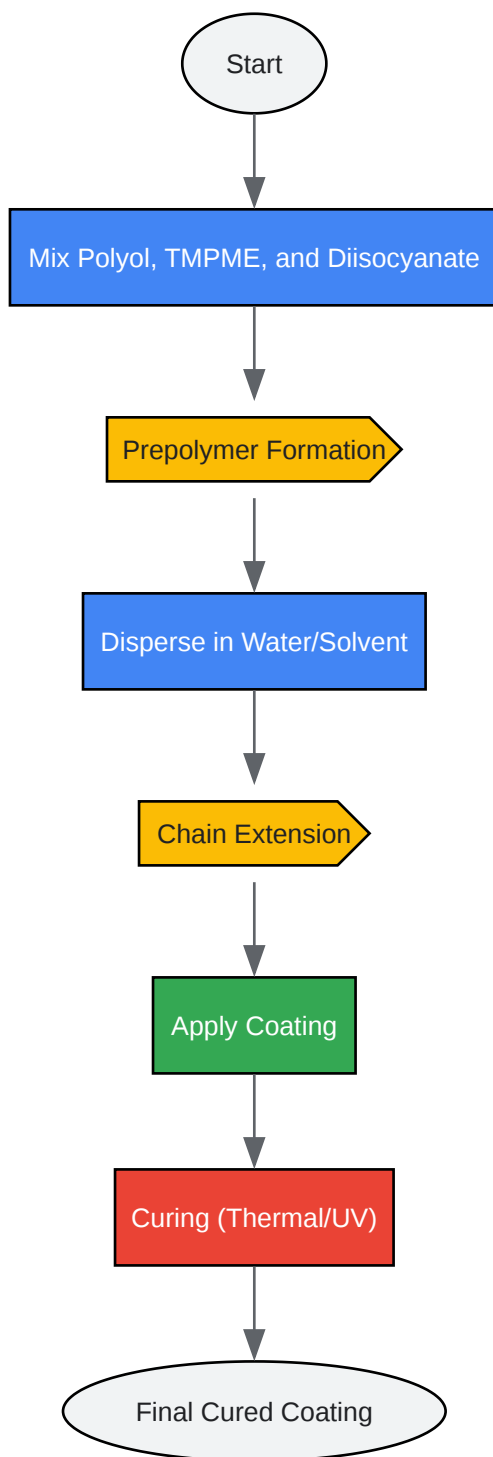 Start
Mix Polyol, TMPME, and Diisocyanate
Prepolymer Formation
Disperse in Water/Solvent
Chain Extension
Apply Coating
Curing (Thermal/UV)
Final Cured Coating